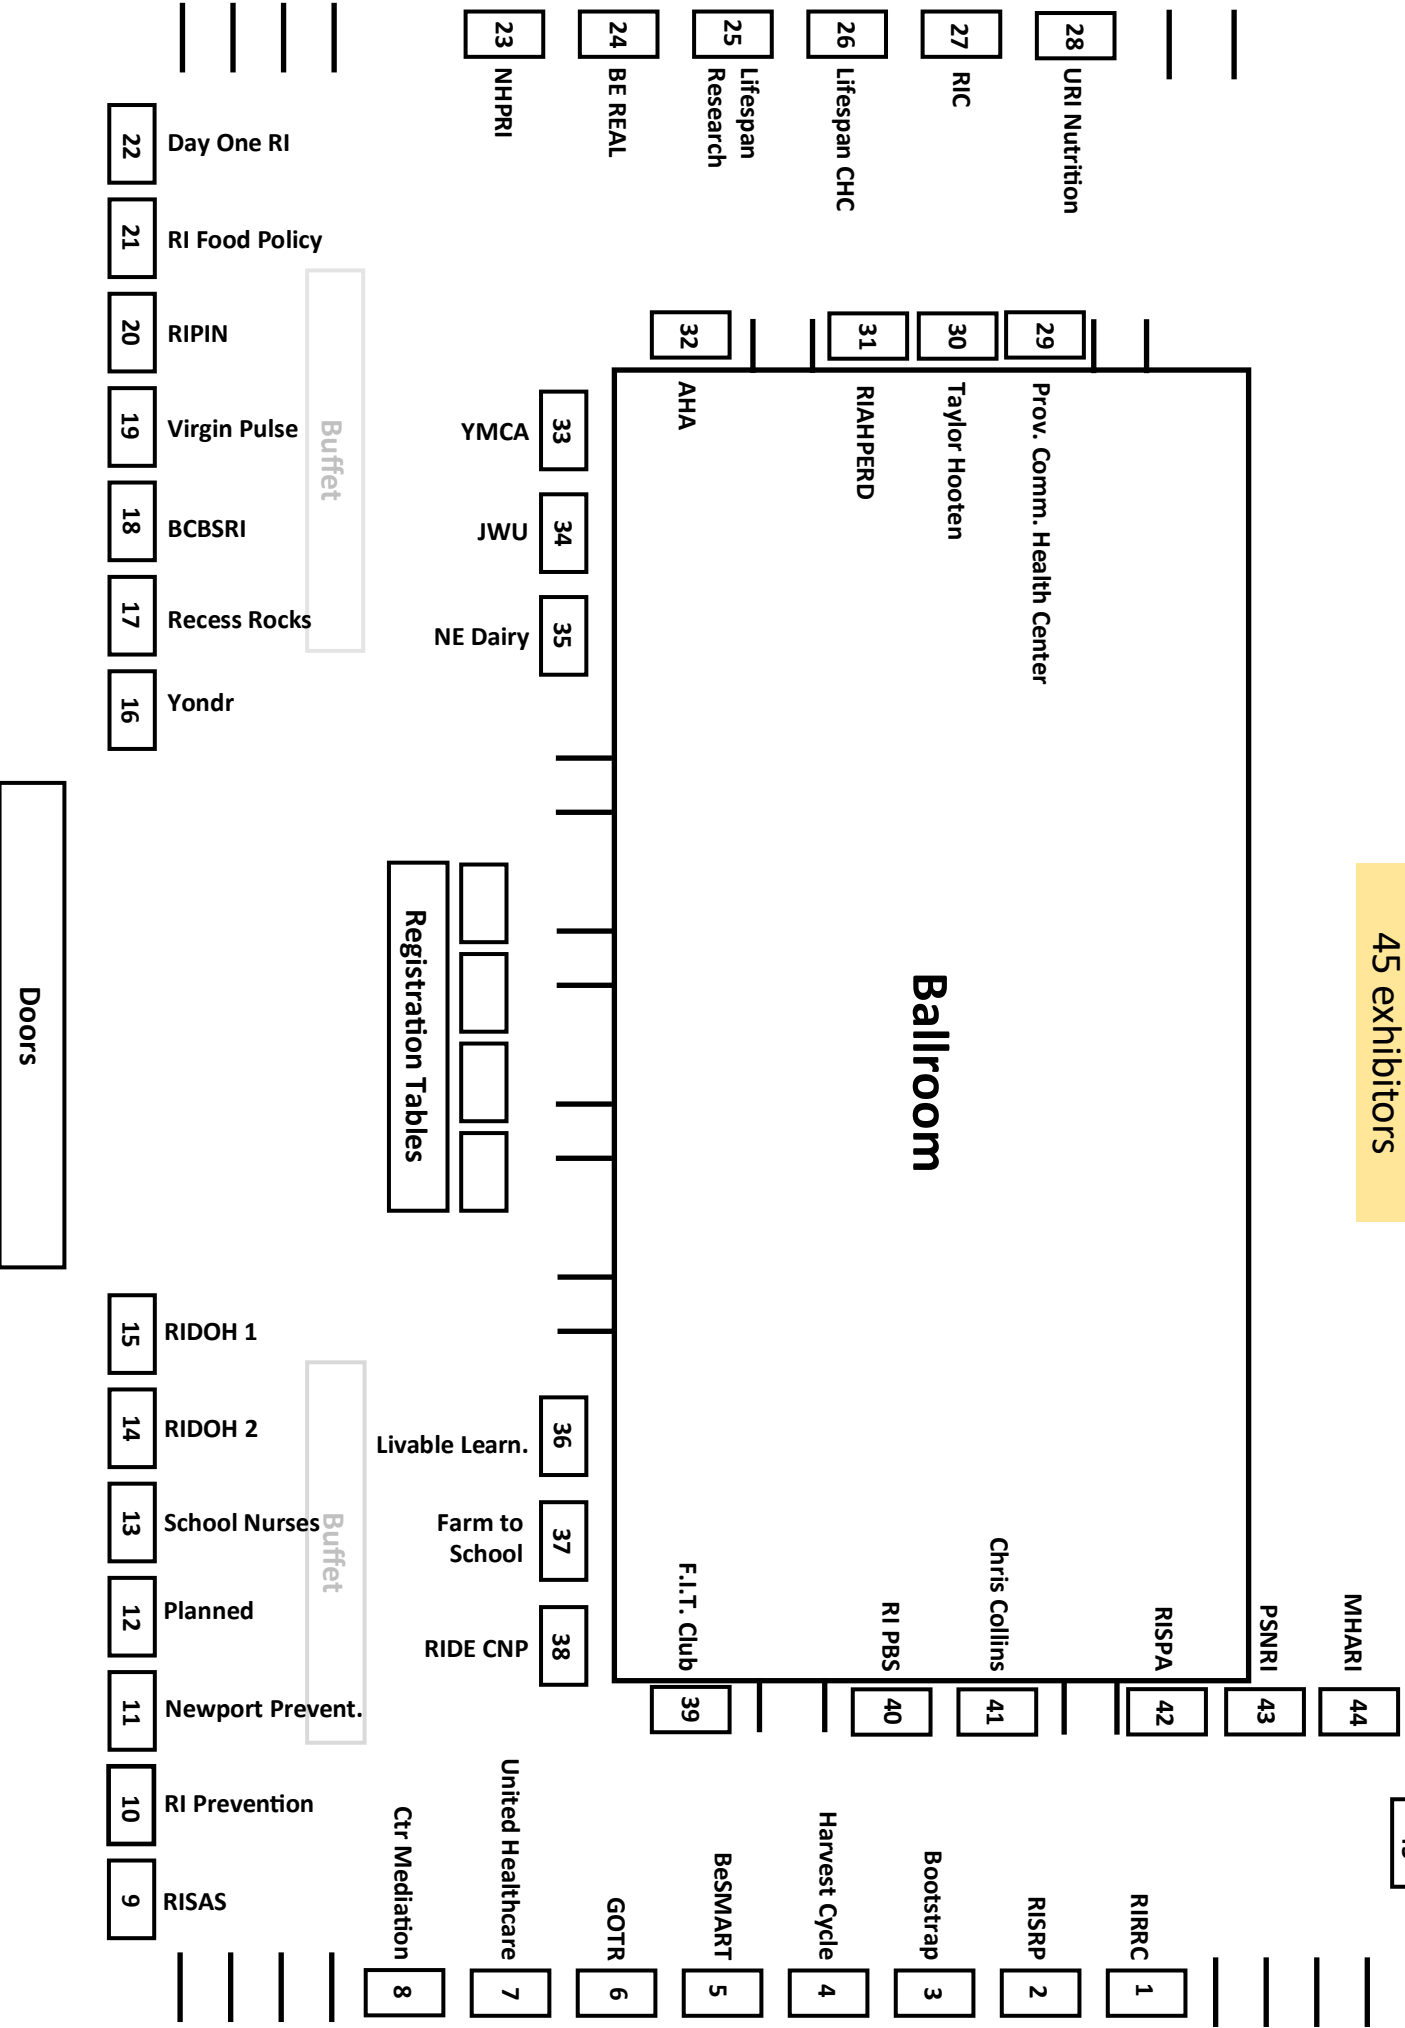 23
NHPRI
24
BE REAL
25
Lifespan
Research
26
Lifespan CHC
27
RIC
28
URI Nutrition
22
Day One RI
21
RI Food Policy
20
RIPIN
19
Virgin Pulse
18
BCBSRI
17
Recess Rocks
16
Yondr
Buffet
32
AHA
31
RIAHPERD
30
Taylor Hooten
29
Prov. Comm. Health Center
YMCA
33
JWU
34
NE Dairy
35
Doors
Registration Tables
Ballroom
45 exhibitors
15
RIDOH 1
14
RIDOH 2
13
School Nurses
12
Planned
11
Newport Prevent.
10
RI Prevention
9
RISAS
Buffet
Livable Learn.
36
Farm to
School
37
RIDE CNP
38
F.I.T. Club
39
RI PBS
40
Chris Collins
41
RISPA
42
PSNRI
43
MHARI
44
Ctr Mediation
8
United Healthcare
7
GOTR
6
BeSMART
5
Harvest Cycle
4
Bootstrap
3
RISRP
2
RIRRC
1